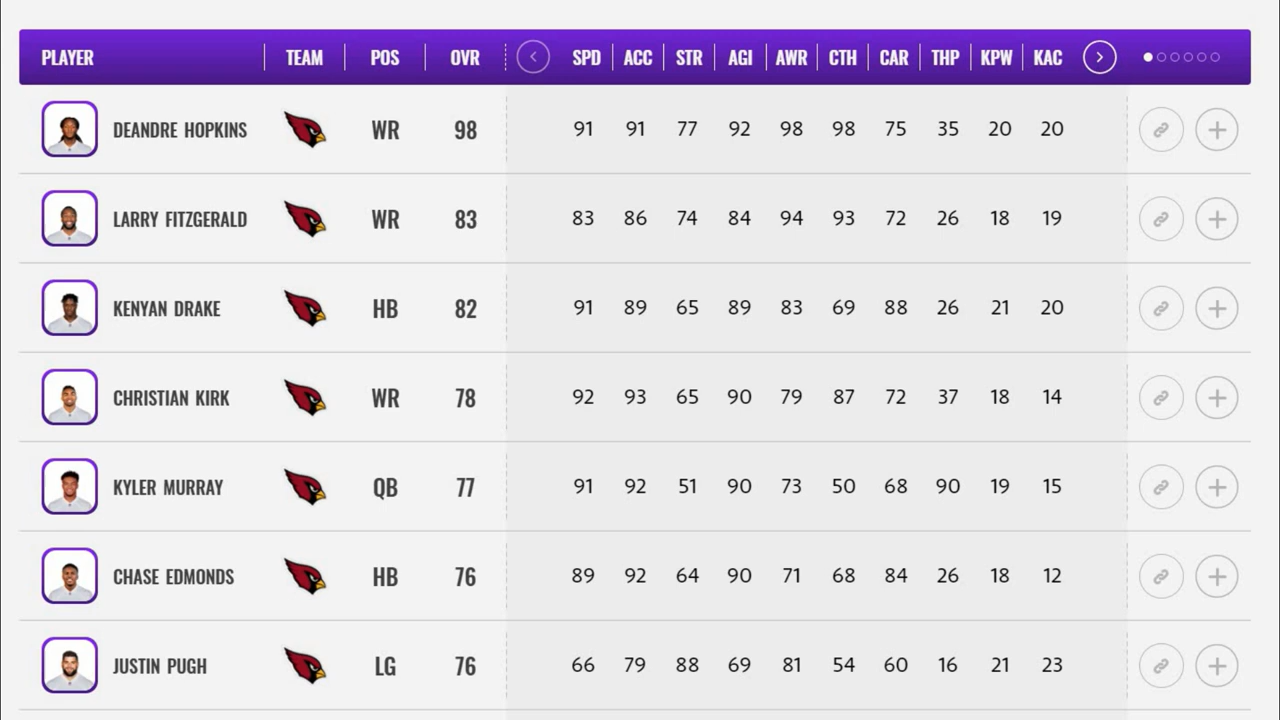 PLAYER TEAM POS OVR SPD ACC STR AGI AWR CTH CAR THP KPW KAC
DEANDRE HOPKINS WR 98 91 91 77 92 98 98 75 35 20 20
LARRY FITZGERALD WR 83 83 86 74 84 94 93 72 26 18 19
KENYAN DRAKE HB 82 91 89 65 89 83 69 88 26 21 20
CHRISTIAN KIRK WR 78 92 93 65 90 79 87 72 37 18 14
KYLER MURRAY QB 77 91 92 51 90 73 50 68 90 19 15
CHASE EDMONDS HB 76 89 92 64 90 71 68 84 26 18 12
JUSTIN PUGH LG 76 66 79 88 69 81 54 60 16 21 23